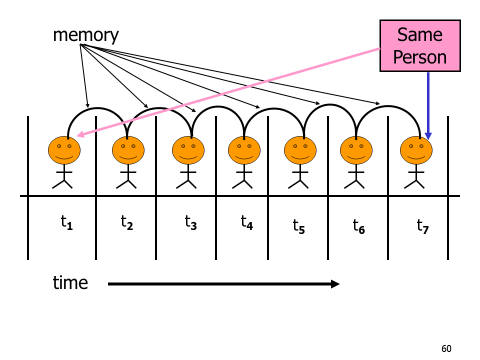 memory
Same
Person
t1 t2 t3 t4 t5 t6 t7
time
60